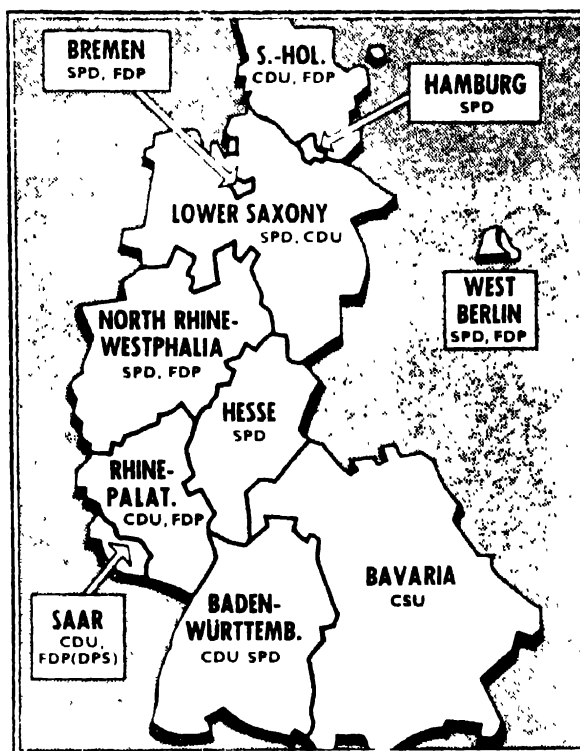 BREMEN
SPD, FDP
S.-HOL.
CDU, FDP
HAMBURG
SPD
LOWER SAXONY
SPD, CDU
WEST
BERLIN
SPD, FDP
NORTH RHINE-
WESTPHALIA
SPD, FDP
HESSE
SPD
RHINE-
PALAT.
CDU, FDP
SAAR
CDU,
FDP(DPS)
BADEN-
WÜRTTEMB.
CDU SPD
BAVARIA
CSU